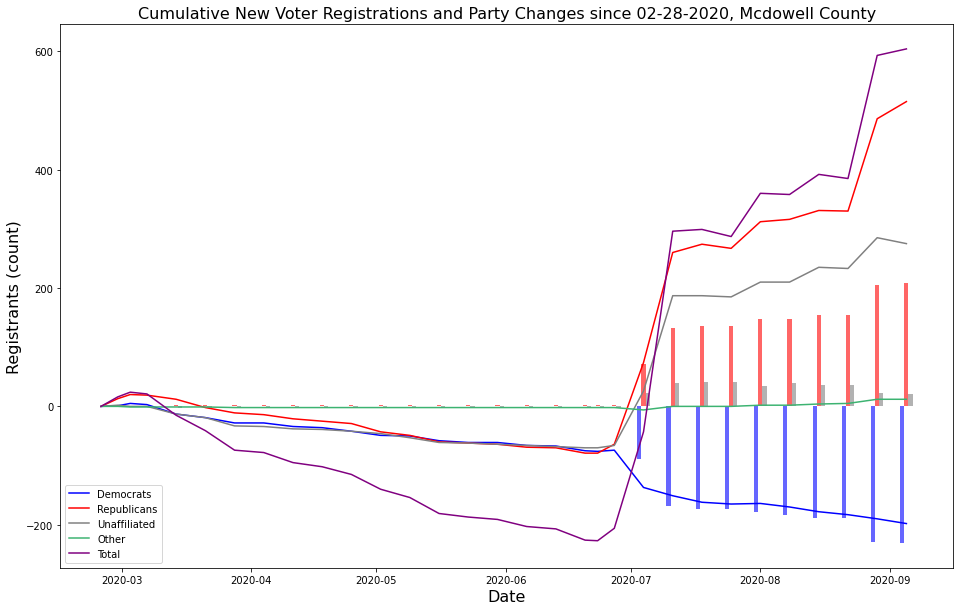 Cumulative New Voter Registrations and Party Changes since 02-28-2020, Mcdowell County
600
400
200
0
−200
Registrants (count)
Democrats
Republicans
Unaffiliated
Other
Total
2020-03
2020-04
2020-05
2020-06
2020-07
2020-08
2020-09
Date